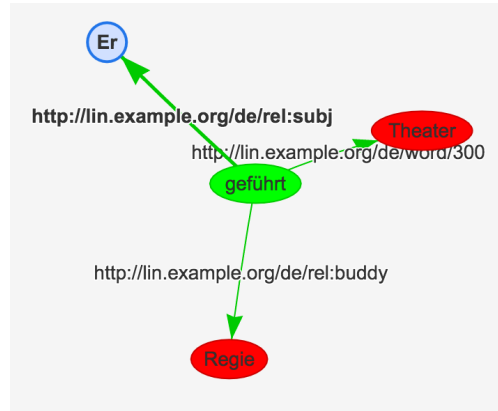 Er
http://lin.example.org/de/rel:subj
Theater
http://lin.example.org/de/word/300
geführt
http://lin.example.org/de/rel:buddy
Regie